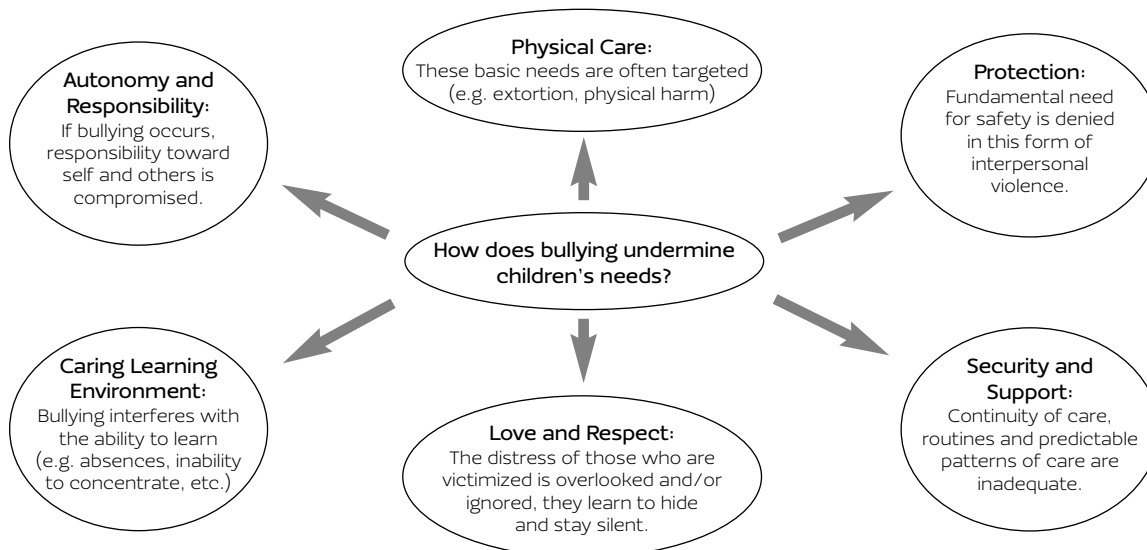 Physical Care:
These basic needs are often targeted
(e.g. extortion, physical harm)
Autonomy and
Responsibility:
If bullying occurs,
responsibility toward
self and others is
compromised.
Protection:
Fundamental need
for safety is denied
in this form of
interpersonal
violence.
How does bullying undermine
children's needs?
Caring Learning
Environment:
Bullying interferes with
the ability to learn
(e.g. absences, inability
to concentrate, etc.)
Love and Respect:
The distress of those who are
victimized is overlooked and/or
ignored, they learn to hide
and stay silent.
Security and
Support:
Continuity of care,
routines and predictable
patterns of care are
inadequate.